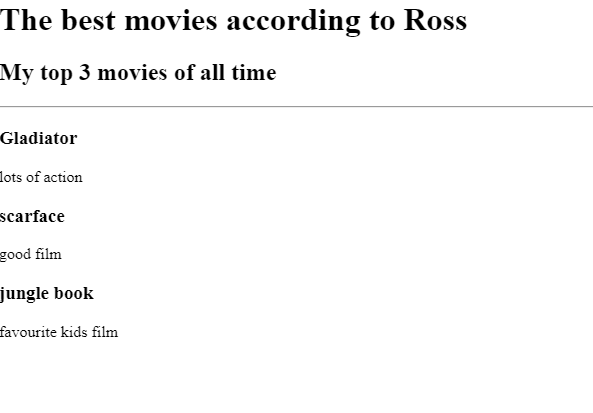 The best movies according to Ross
My top 3 movies of all time
Gladiator
lots of action
scarface
good film
jungle book
favourite kids film